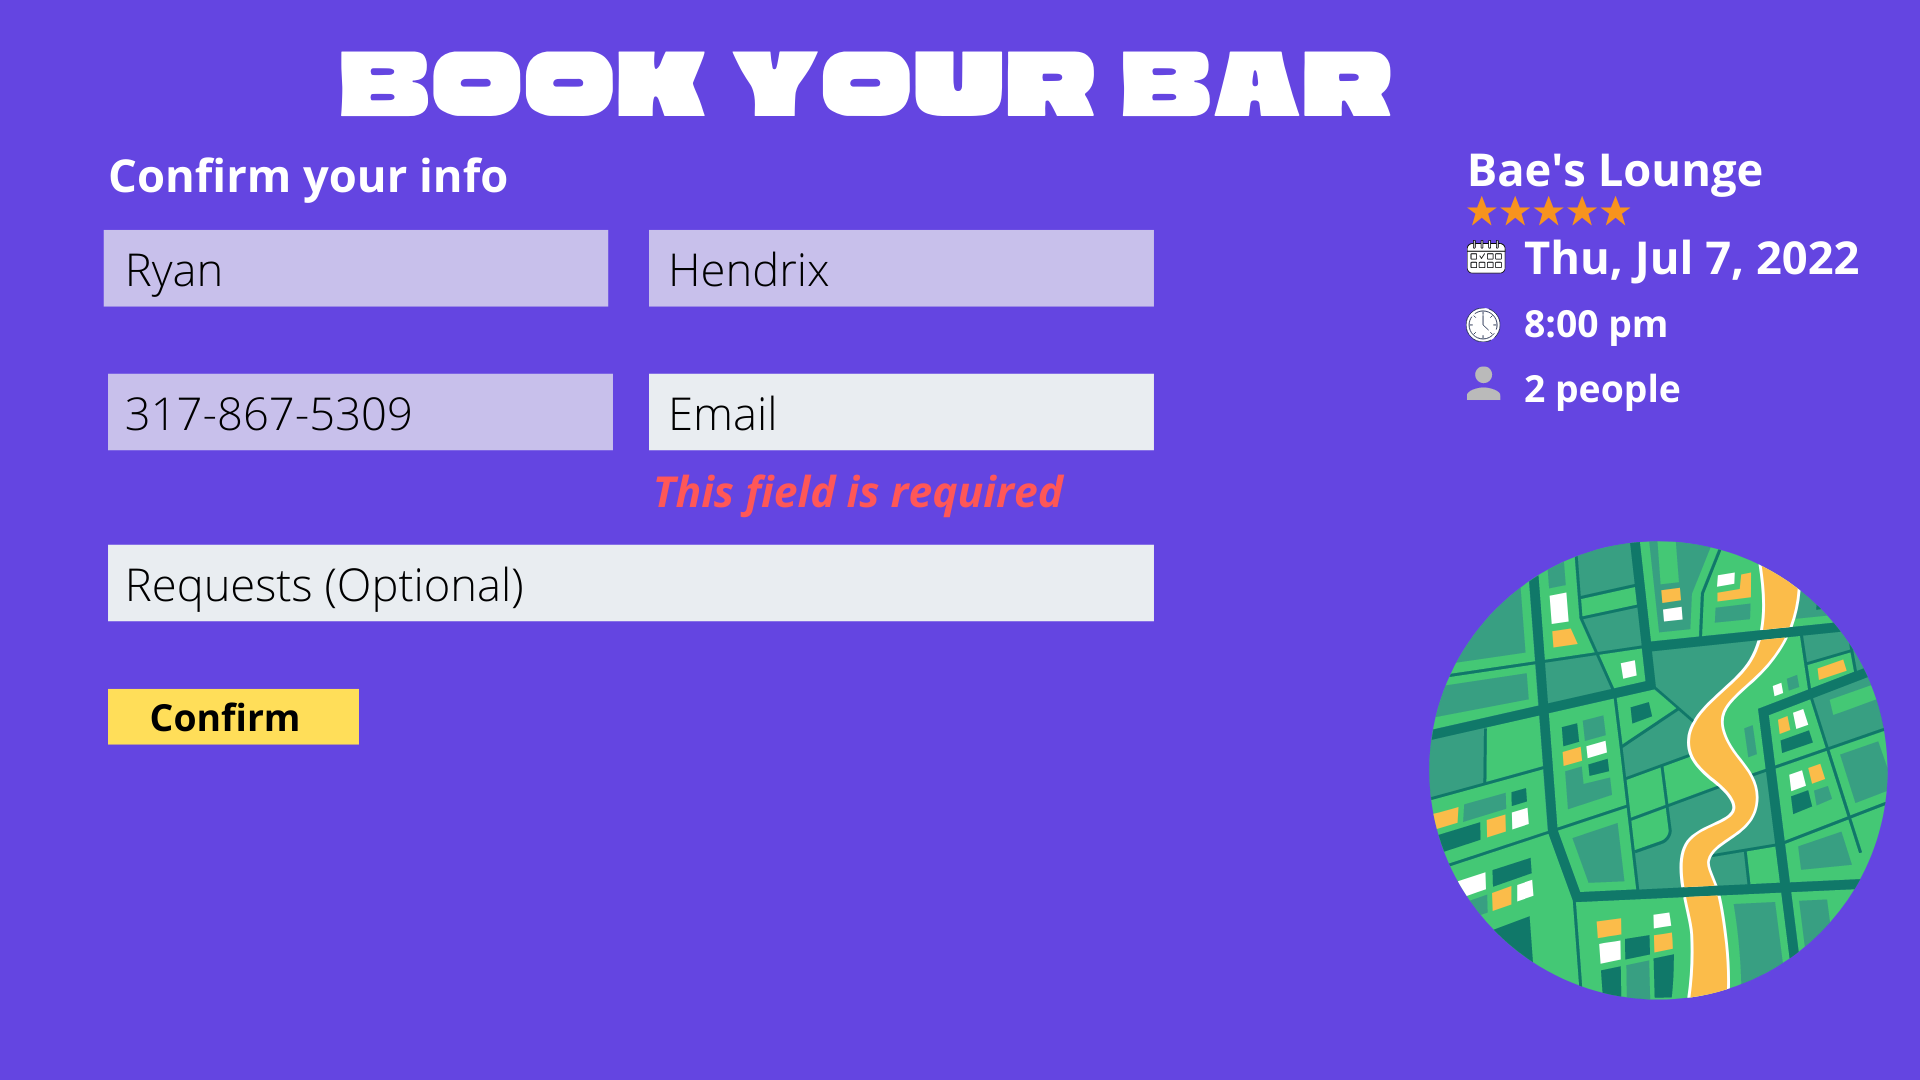 BOOK YOUR BAR
Confirm your info
Ryan
Hendrix
317-867-5309
Email
This field is required
Requests (Optional)
Confirm
Bae's Lounge
Thu, Jul 7, 2022
8:00 pm
2 people